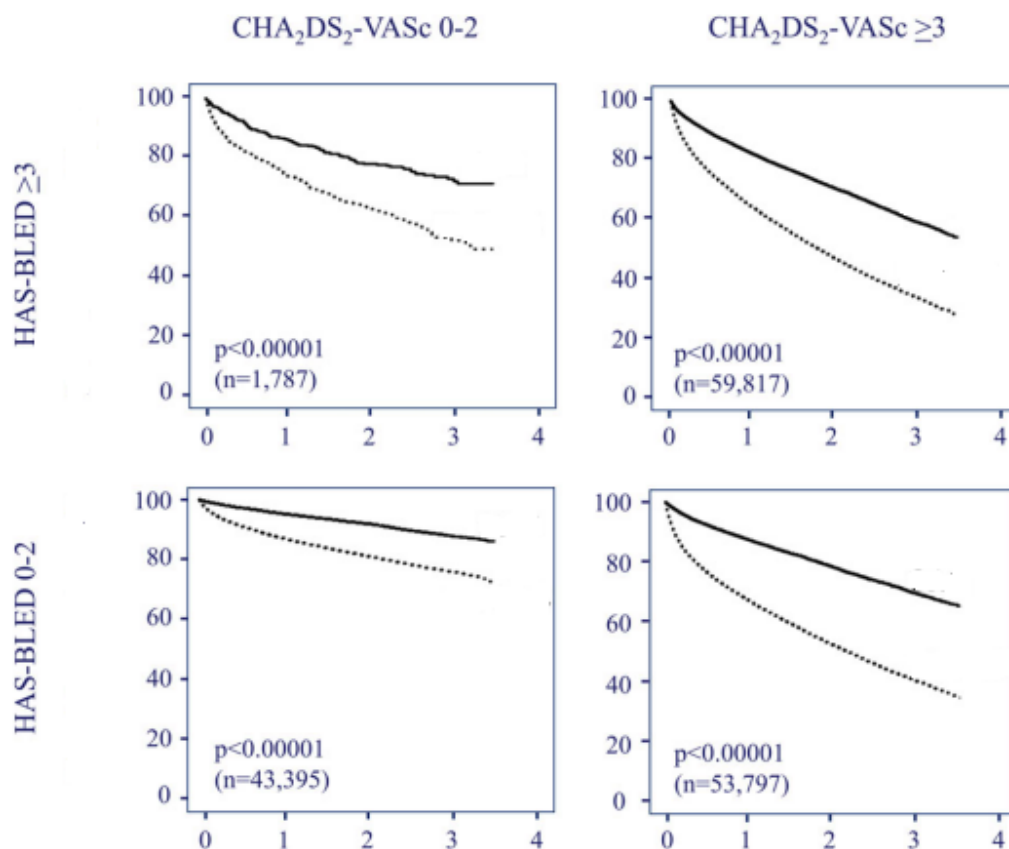 CHA₂DS₂-VASc 0-2
CHA₂DS₂-VASc ≥3
HAS-BLED ≥3
100
80
60
40
20
0
p<0.00001
(n=1,787)
0 1 2 3 4
100
80
60
40
20
0
p<0.00001
(n=59,817)
0 1 2 3 4
HAS-BLED 0-2
100
80
60
40
20
0
p<0.00001
(n=43,395)
0 1 2 3 4
100
80
60
40
20
0
p<0.00001
(n=53,797)
0 1 2 3 4